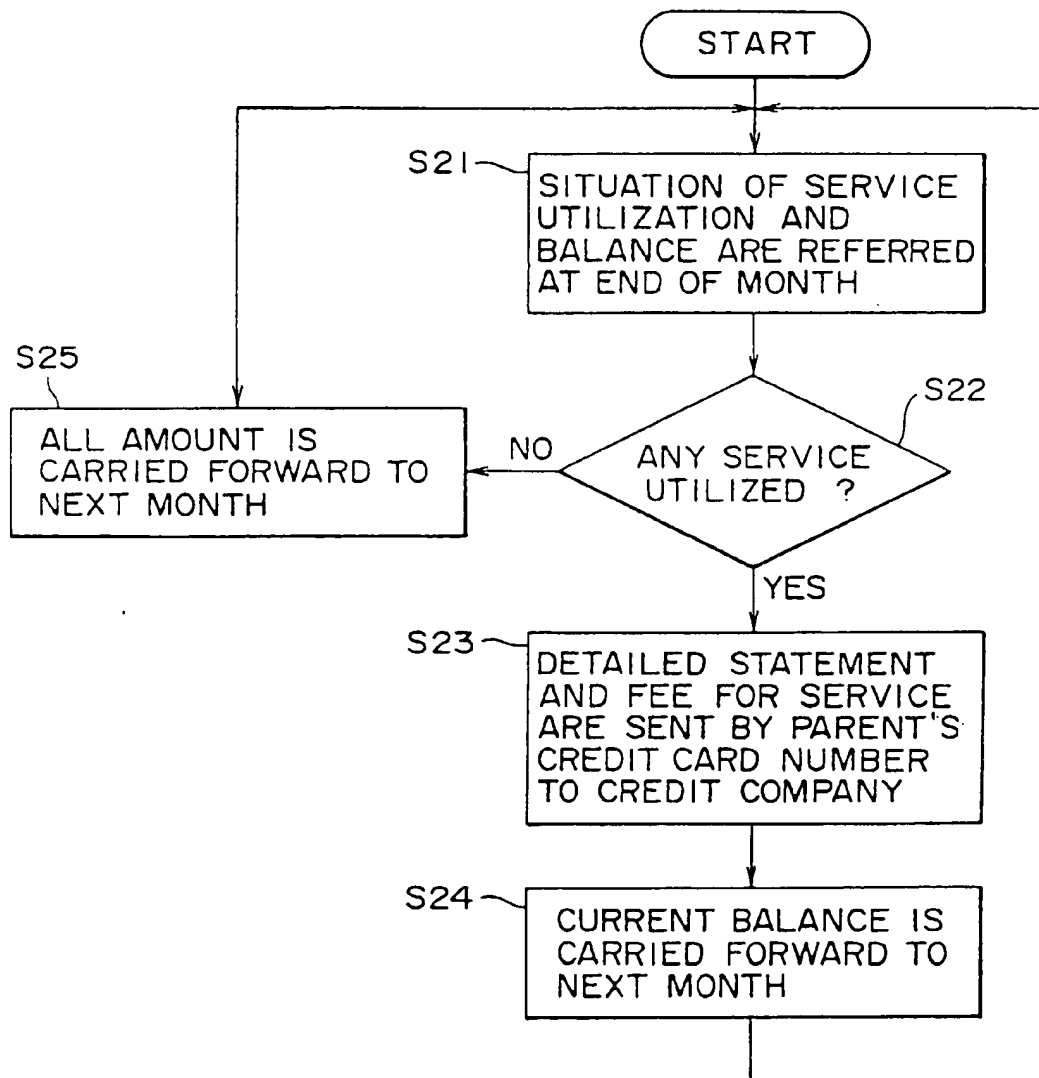 START
S21
SITUATION OF SERVICE
UTILIZATION AND
BALANCE ARE REFERRED
AT END OF MONTH
S25
ALL AMOUNT IS
CARRIED FORWARD TO
NEXT MONTH
NO
S22
ANY SERVICE
UTILIZED ?
YES
S23
DETAILED STATEMENT
AND FEE FOR SERVICE
ARE SENT BY PARENT'S
CREDIT CARD NUMBER
TO CREDIT COMPANY
S24
CURRENT BALANCE IS
CARRIED FORWARD TO
NEXT MONTH